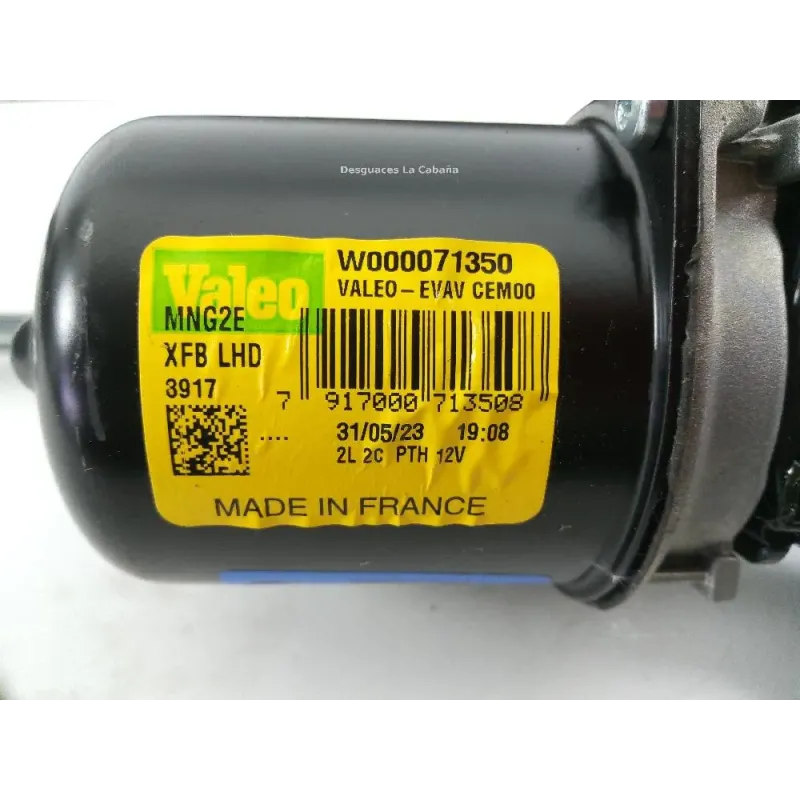 Desguaces La Cabaña
Valeo
W000071350
VALEO-EVAV CEM00
MNG2E
XFB LHD
3917
7 917000 713508
.... 31/05/23 19:08
2L 2C PTH 12V
MADE IN FRANCE